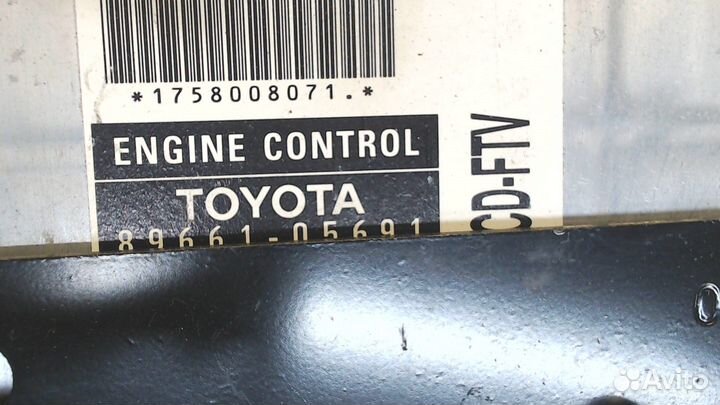 *1758008071.*
ENGINE CONTROL
TOYOTA
89661-05691
CD-FTV
Avito